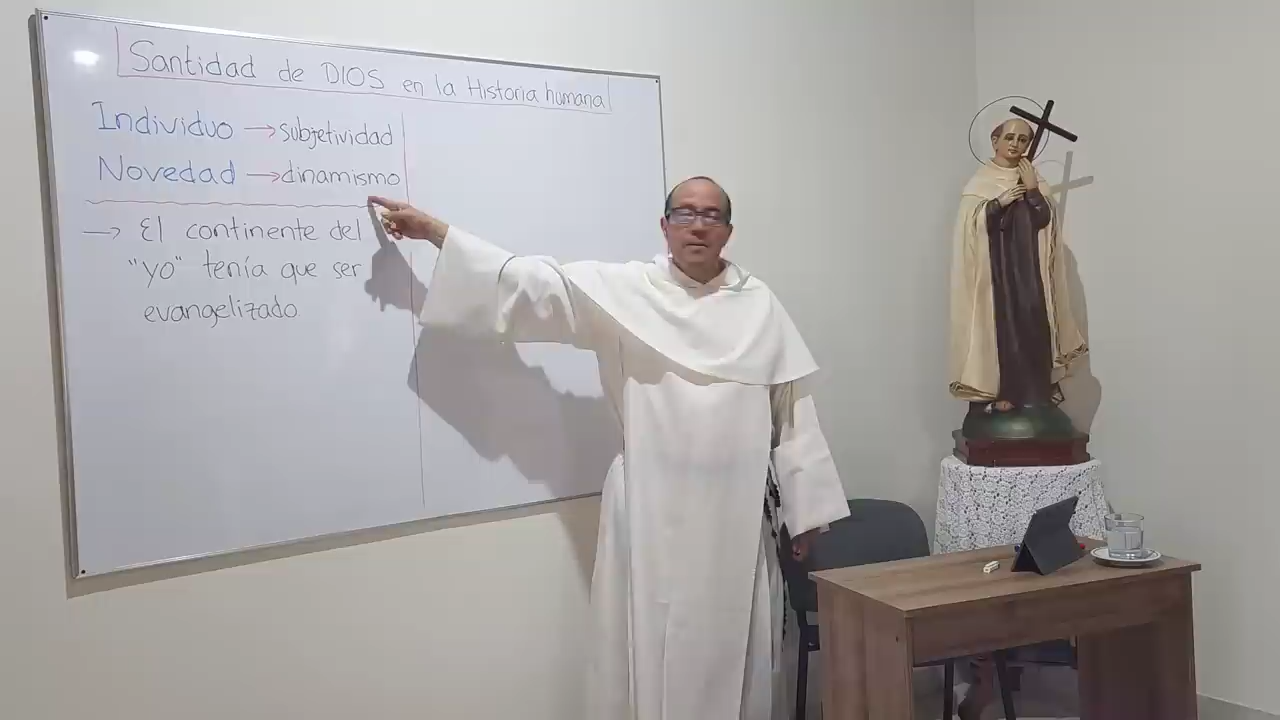 Santidad de DIOS en la Historia humana
Individuo → subjetividad
Novedad → dinamismo
→ El continente del
"yo" tenía que ser
evangelizado